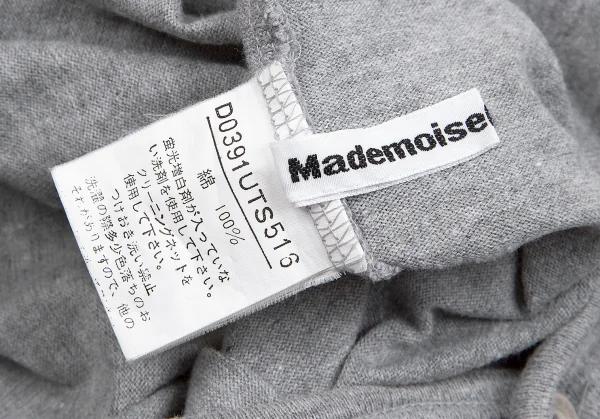 D0391UTS516
綿 100%
蛍光増白剤が入っていな
い洗剤を使用して下さい。
クリーニングネットを
使用して下さい。
つけおき洗い禁止
洗濯の際多少色落ちのお
それがありますので、他の
Mademoise